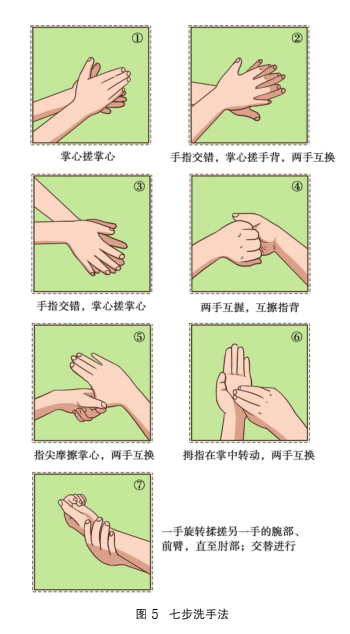 ①
掌心搓掌心
②
手指交错，掌心搓手背，两手互换
③
手指交错，掌心搓掌心
④
两手互握，互擦指背
⑤
指尖摩擦掌心，两手互换
⑥
拇指在掌中转动，两手互换
⑦
一手旋转揉搓另一手的腕部、
前臂，直至肘部；交替进行
图 5 七步洗手法